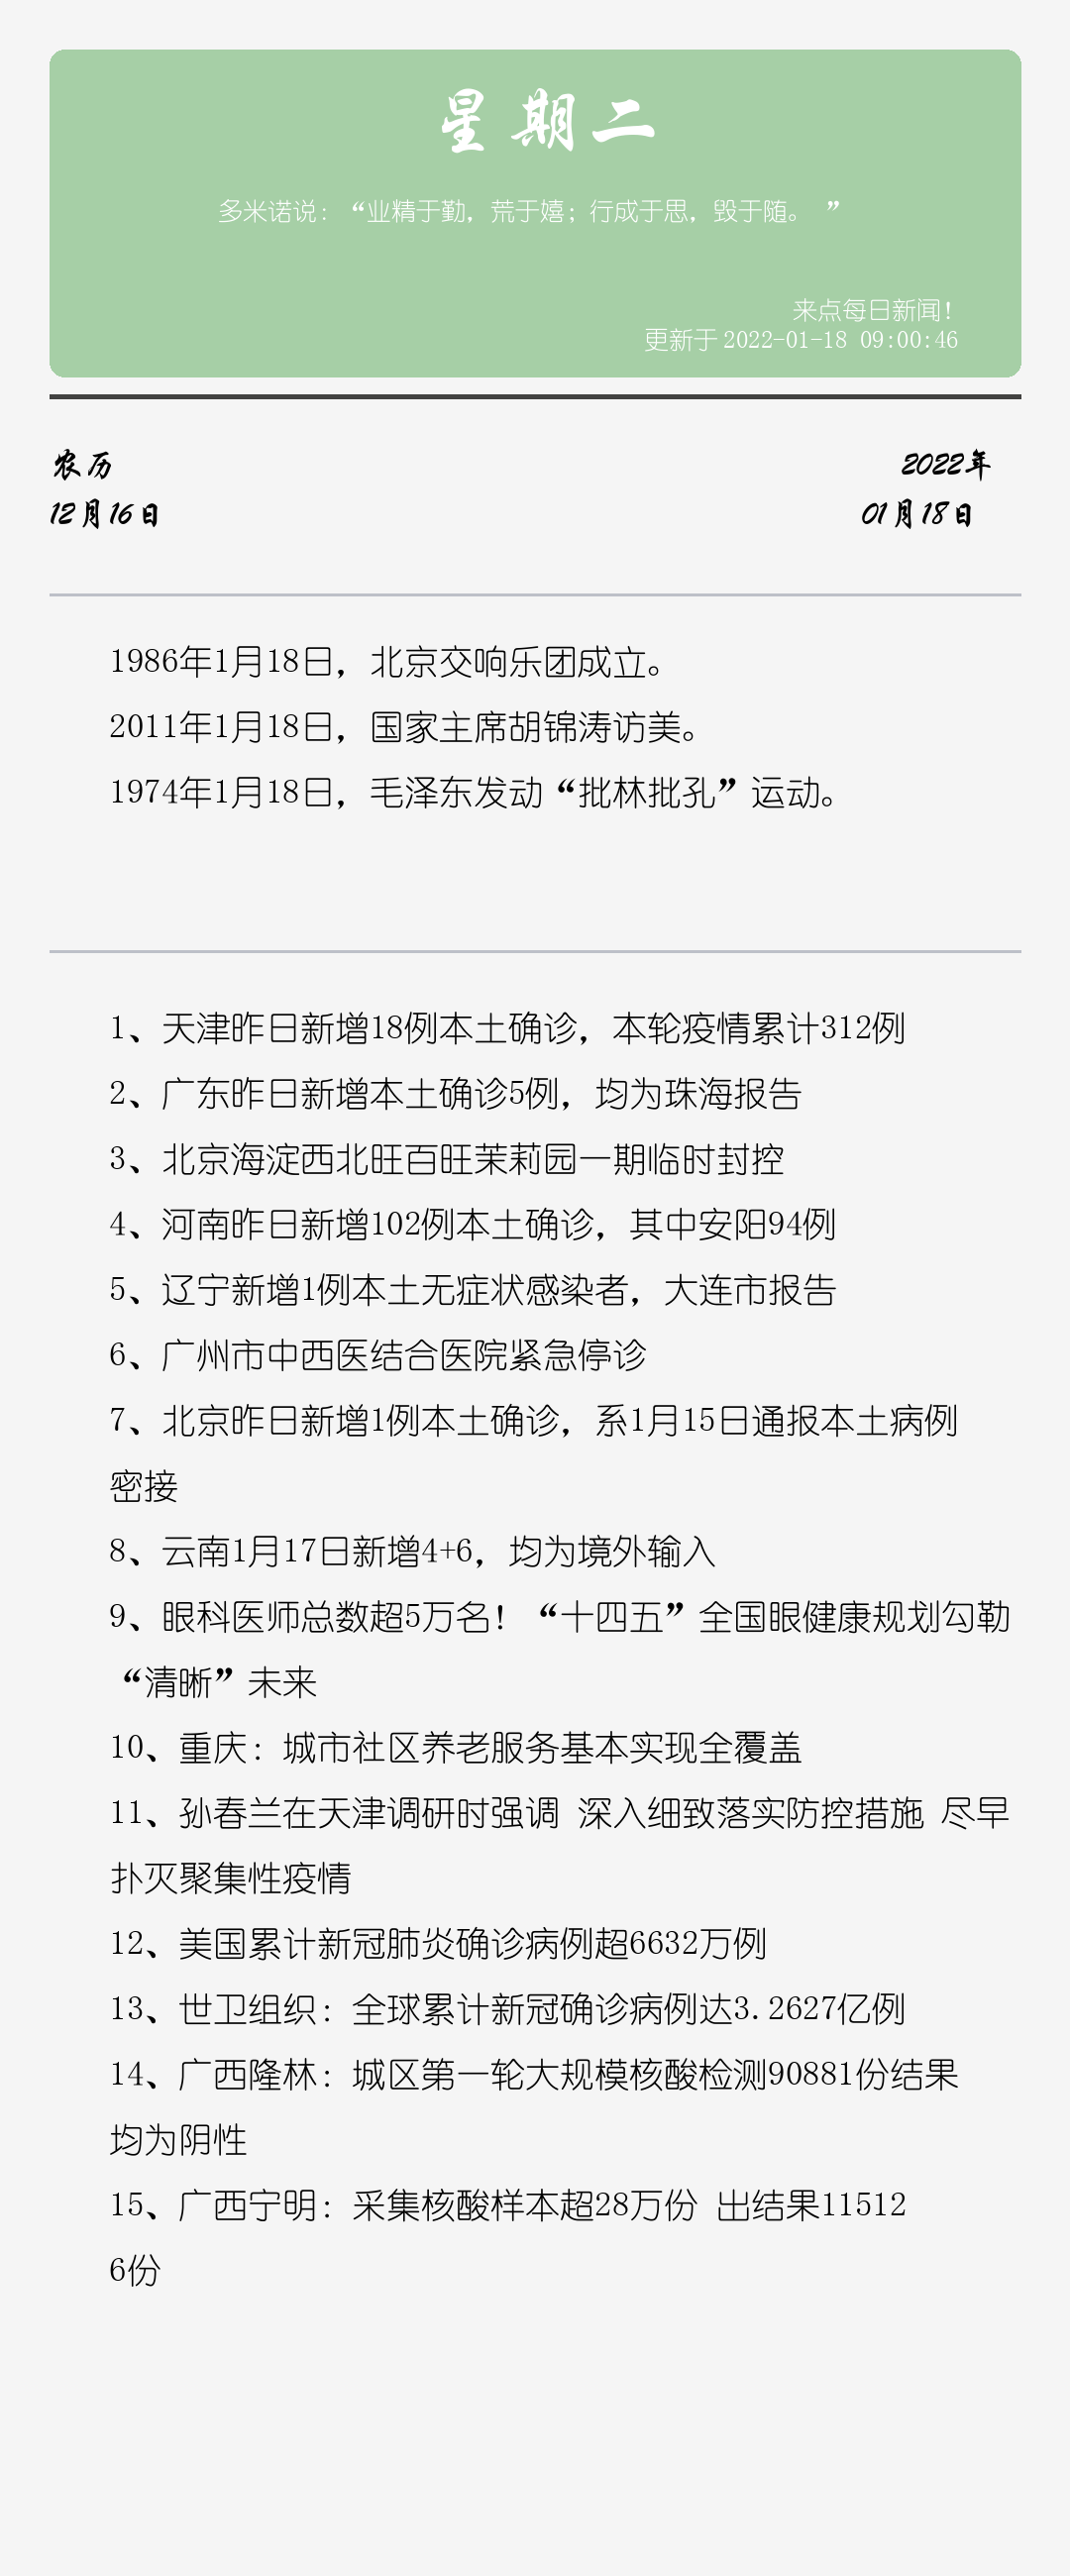 星期二
多米诺说：“业精于勤，荒于嬉；行成于思，毁于随。 ”
来点每日新闻！
更新于 2022-01-18 09:00:46
农历
2022年
12月16日
01月18日
1986年1月18日，北京交响乐团成立。
2011年1月18日，国家主席胡锦涛访美。
1974年1月18日，毛泽东发动“批林批孔”运动。
1、天津昨日新增18例本土确诊，本轮疫情累计312例
2、广东昨日新增本土确诊5例，均为珠海报告
3、北京海淀西北旺百旺茉莉园一期临时封控
4、河南昨日新增102例本土确诊，其中安阳94例
5、辽宁新增1例本土无症状感染者，大连市报告
6、广州市中西医结合医院紧急停诊
7、北京昨日新增1例本土确诊，系1月15日通报本土病例
密接
8、云南1月17日新增4+6，均为境外输入
9、眼科医师总数超5万名！“十四五”全国眼健康规划勾勒
“清晰”未来
10、重庆：城市社区养老服务基本实现全覆盖
11、孙春兰在天津调研时强调 深入细致落实防控措施 尽早
扑灭聚集性疫情
12、美国累计新冠肺炎确诊病例超6632万例
13、世卫组织：全球累计新冠确诊病例达3.2627亿例
14、广西隆林：城区第一轮大规模核酸检测90881份结果
均为阴性
15、广西宁明：采集核酸样本超28万份 出结果11512
6份